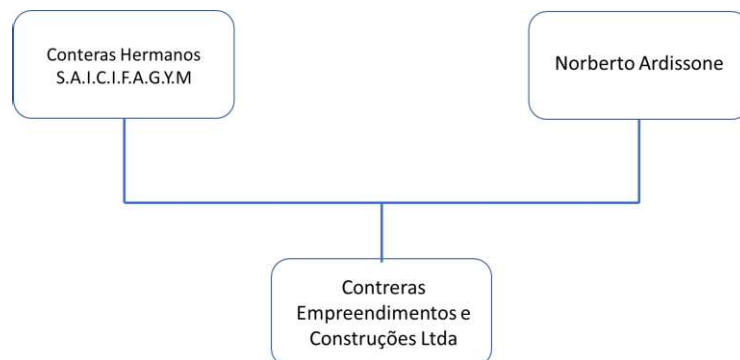 Conteras Hermanos
S.A.I.C.I.F.A.G.Y.M
Norberto Ardissone
Contreras
Empreendimentos e
Construções Ltda